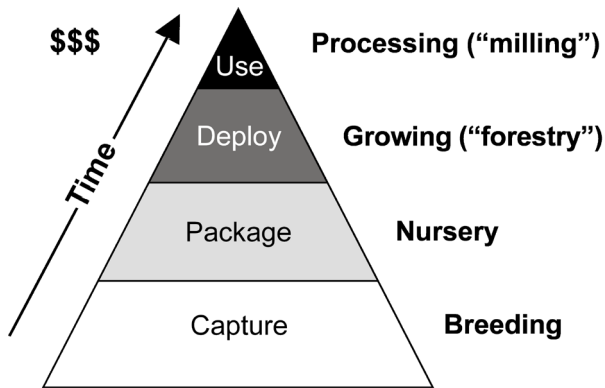 $$$
Time
Use
Processing (“milling”)
Deploy
Growing (“forestry”)
Package
Nursery
Capture
Breeding